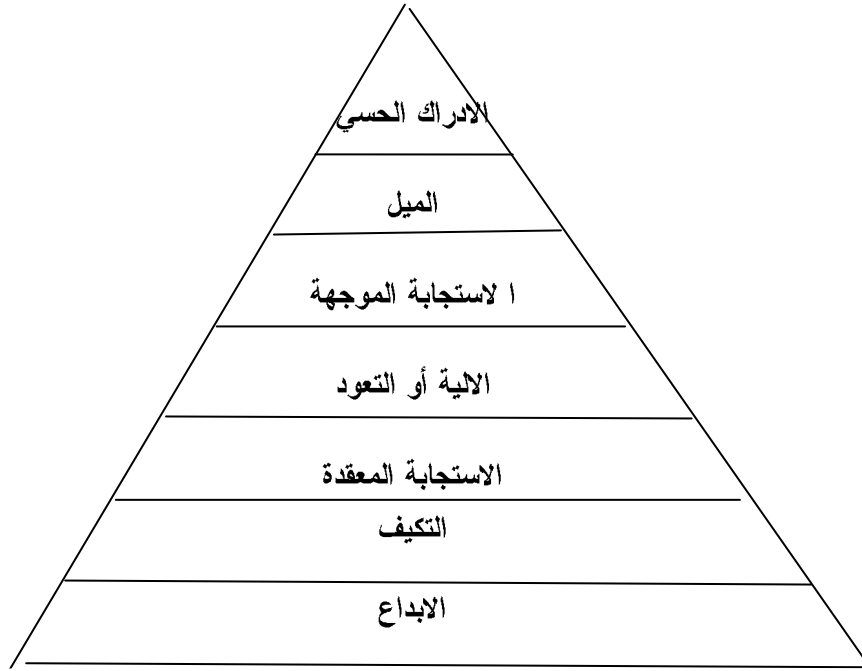 الادراك الحسي
الميل
ا لاستجابة الموجهة
الالية أو التعود
الاستجابة المعقدة
التكيف
الابداع